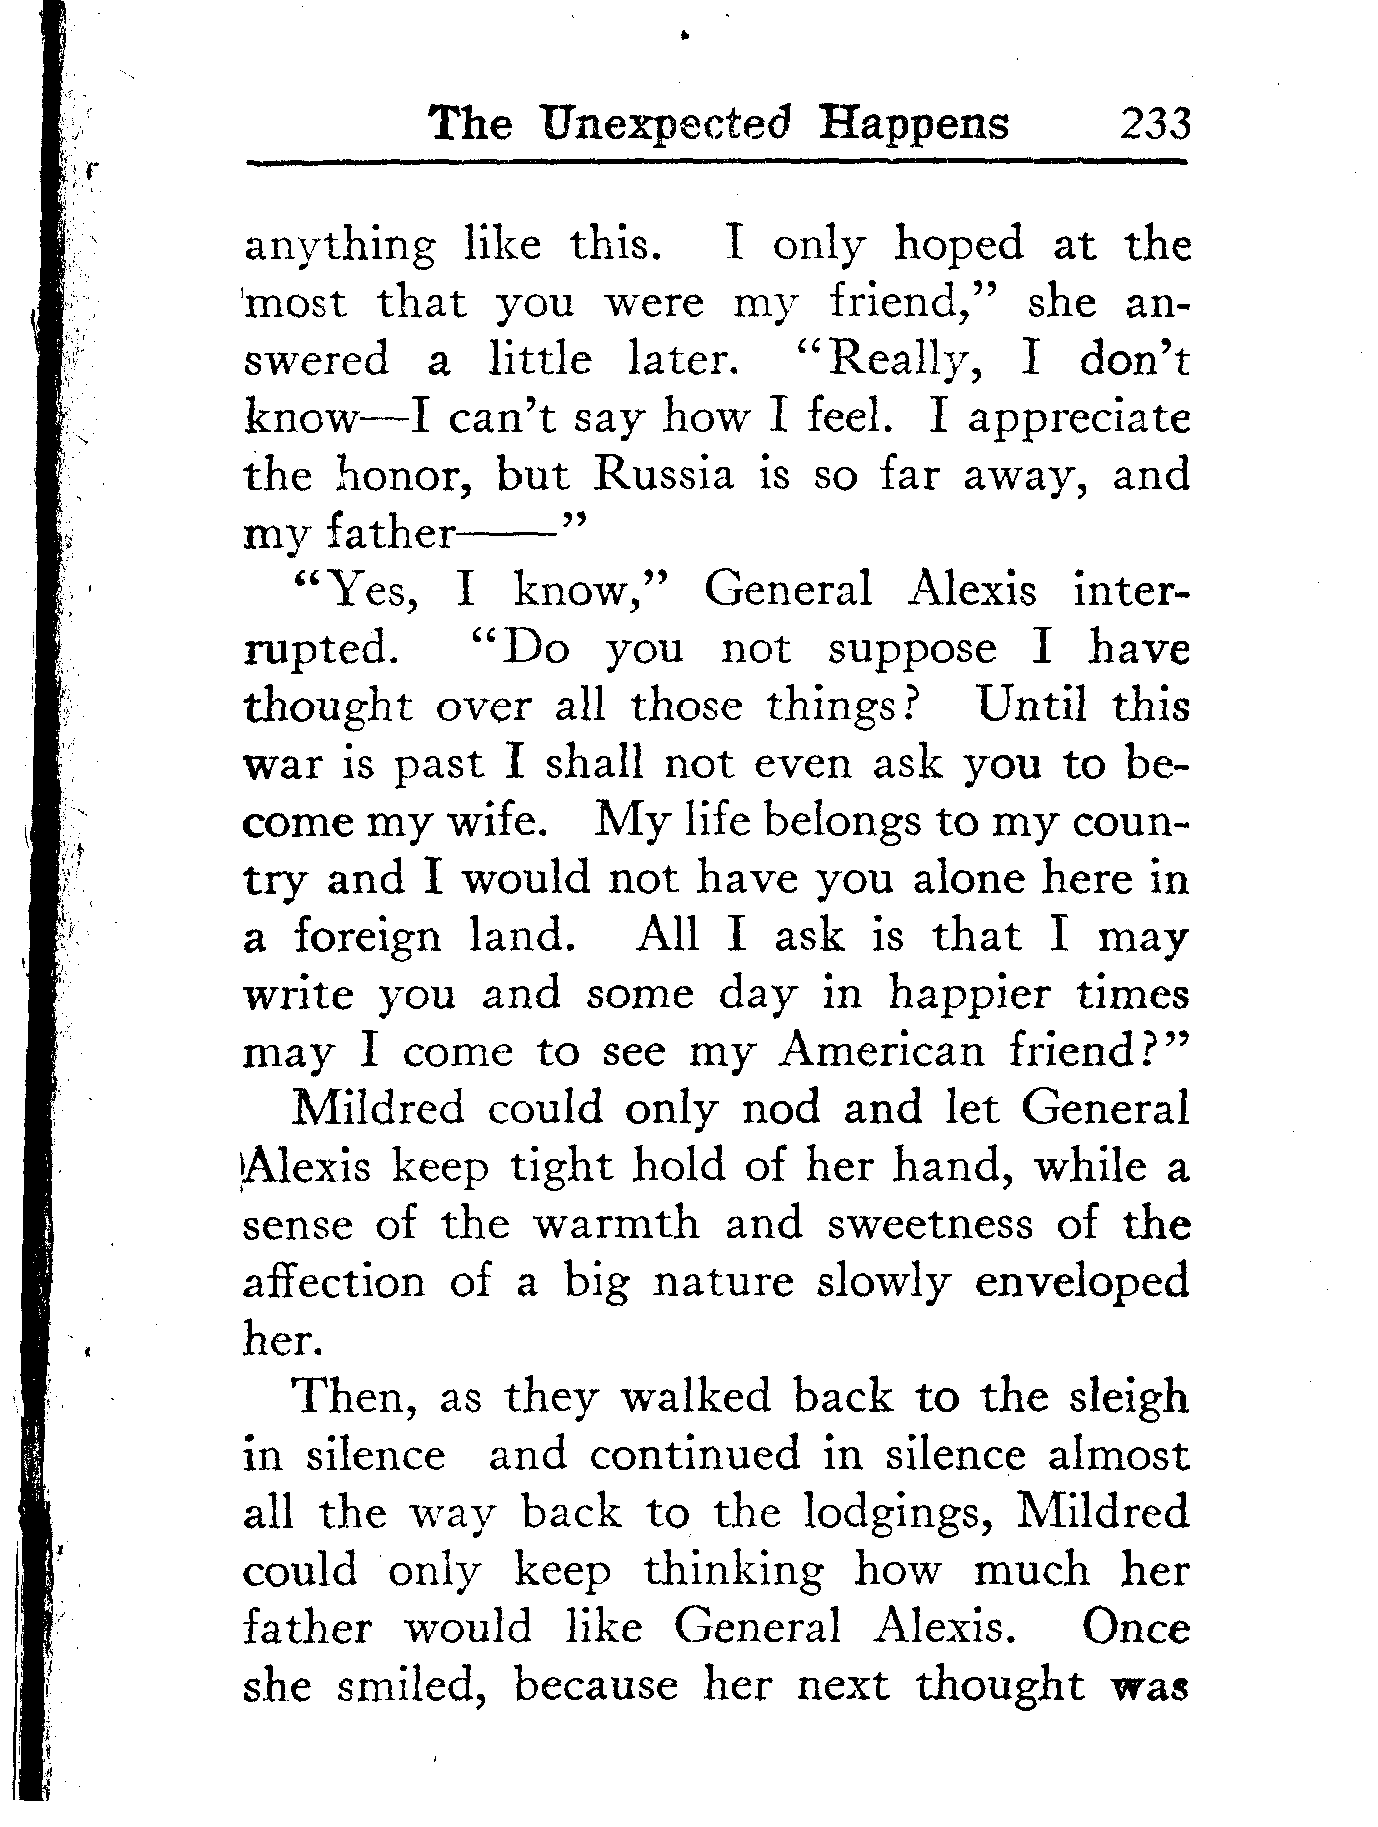 The Unexpected Happens 233
anything like this. I only hoped at the
most that you were my friend,” she an-
swered a little later. “Really, I don’t
know—I can’t say how I feel. I appreciate
the honor, but Russia is so far away, and
my father——”
“Yes, I know,” General Alexis inter-
rupted. “Do you not suppose I have
thought over all those things? Until this
war is past I shall not even ask you to be-
come my wife. My life belongs to my coun-
try and I would not have you alone here in
a foreign land. All I ask is that I may
write you and some day in happier times
may I come to see my American friend?”
Mildred could only nod and let General
Alexis keep tight hold of her hand, while a
sense of the warmth and sweetness of the
affection of a big nature slowly enveloped
her.
Then, as they walked back to the sleigh
in silence and continued in silence almost
all the way back to the lodgings, Mildred
could only keep thinking how much her
father would like General Alexis. Once
she smiled, because her next thought was